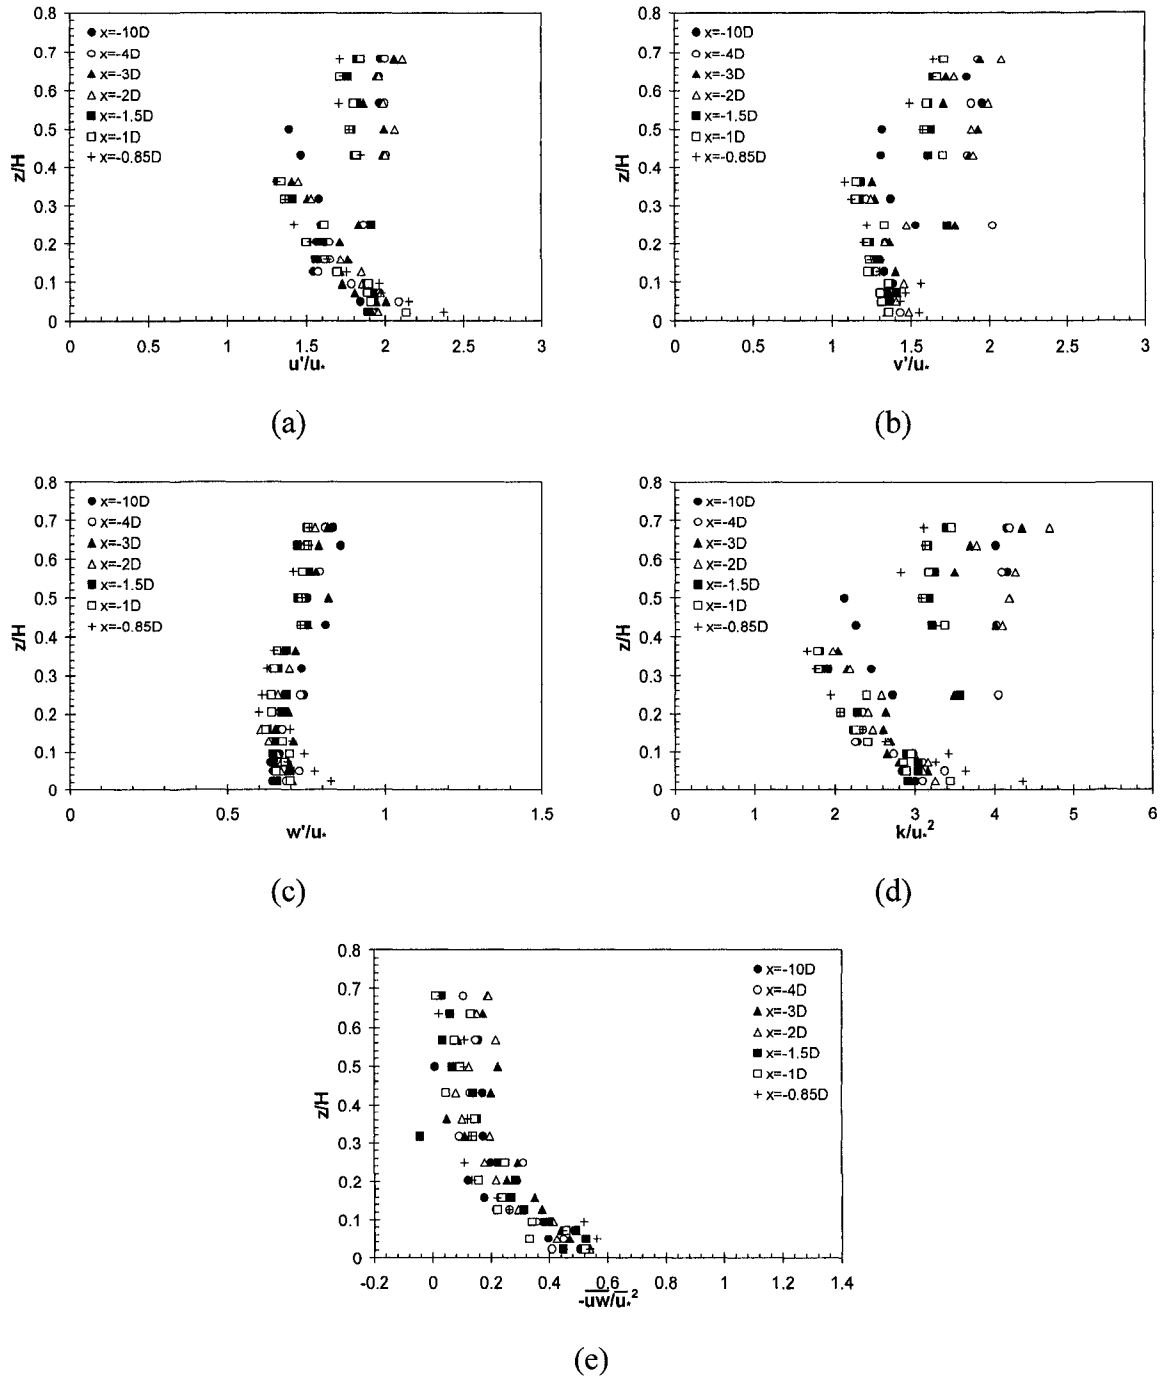 0.8
0.7
0.6
0.5
0.4
0.3
0.2
0.1
0
z/H
x=-10D
x=-4D
x=-3D
x=-2D
x=-1.5D
x=-1D
x=-0.85D
0 0.5 1 1.5 2 2.5 3
u'/u*
(a)
0.8
0.7
0.6
0.5
0.4
0.3
0.2
0.1
0
z/H
x=-10D
x=-4D
x=-3D
x=-2D
x=-1.5D
x=-1D
x=-0.85D
0 0.5 1 1.5 2 2.5 3
v'/u*
(b)
0.8
0.7
0.6
0.5
0.4
0.3
0.2
0.1
0
z/H
x=-10D
x=-4D
x=-3D
x=-2D
x=-1.5D
x=-1D
x=-0.85D
0 0.5 1 1.5
w'/u*
(c)
0.8
0.7
0.6
0.5
0.4
0.3
0.2
0.1
0
z/H
x=-10D
x=-4D
x=-3D
x=-2D
x=-1.5D
x=-1D
x=-0.85D
0 1 2 3 4 5 6
k/u*²
(d)
0.8
0.7
0.6
0.5
0.4
0.3
0.2
0.1
0
z/H
x=-10D
x=-4D
x=-3D
x=-2D
x=-1.5D
x=-1D
x=-0.85D
-0.2 0 0.2 0.4 0.6 0.8 1 1.2 1.4
-uw/u*²
(e)